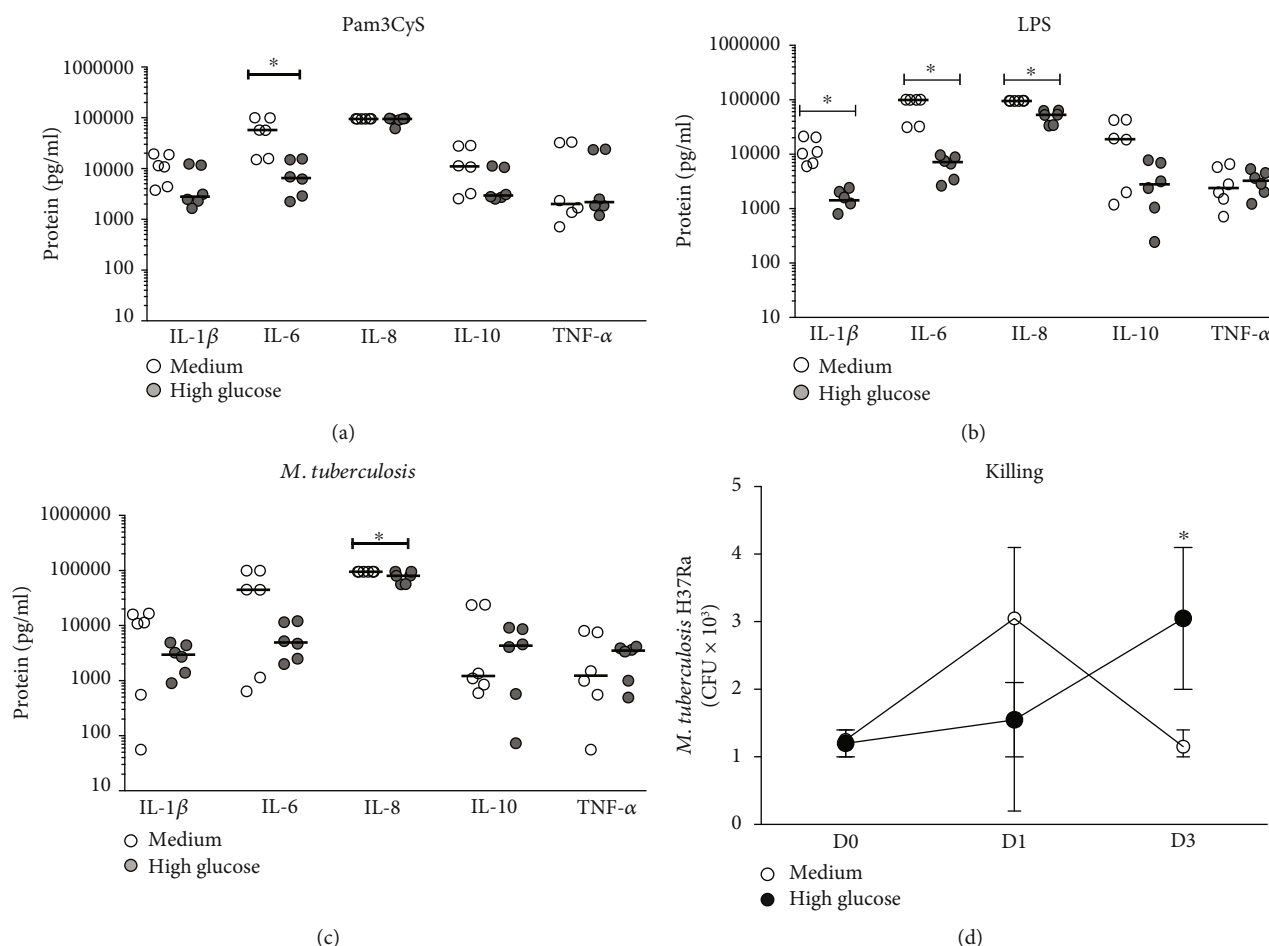 Pam3CyS
Protein (pg/ml)
1000000
100000
10000
1000
100
10
*
IL-1β IL-6 IL-8 IL-10 TNF-α
Medium
High glucose
(a)
LPS
Protein (pg/ml)
1000000
100000
10000
1000
100
10
* * *
IL-1β IL-6 IL-8 IL-10 TNF-α
Medium
High glucose
(b)
M. tuberculosis
Protein (pg/ml)
1000000
100000
10000
1000
100
10
*
IL-1β IL-6 IL-8 IL-10 TNF-α
Medium
High glucose
(c)
Killing
M. tuberculosis H37Ra
(CFU × 10³)
5
4
3
2
1
0
*
D0 D1 D3
Medium
High glucose
(d)